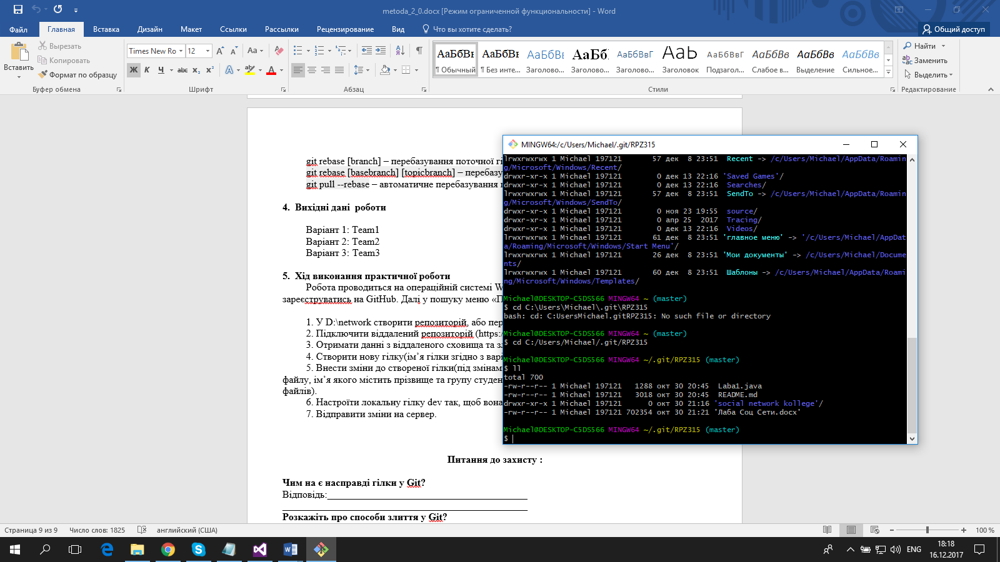 metoda_2_0.docx [Режим ограниченной функциональности] - Word
Файл Главная Вставка Дизайн Макет Ссылки Рассылки Рецензирование Вид Что вы хотите сделать? Общий доступ
Вставить
Вырезать
Копировать
Формат по образцу
Буфер обмена
Times New Ro 12
Ж К Ч abc x₂ x²
Шрифт
Абзац
АаБбВı АаБбВı АаБбВı АаБбВ. АаБбВвГ Ааb АаБбВвГ АаБбВв АаБбВв АаБбВв
¶ Обычный ¶ Без инте... Заголово... Заголово... Заголово... Заголовок Подзагол... Слабое в... Выделение Сильное...
Стили
Найти
Заменить
Выделить
Редактирование
git rebase [branch] – перебазування поточної гі
git rebase [basebranch] [topicbranch] – перебазу
git pull --rebase – автоматичне перебазування
4. Вихідні дані роботи
Варіант 1: Team1
Варіант 2: Team2
Варіант 3: Team3
5. Хід виконання практичної роботи
Робота проводиться на операційній системі W
зареєструватись на GitHub. Далі у пошуку меню «П
1. У D:\network створити репозиторій, або пер
2. Підключити віддалений репозиторій (https:/
3. Отримати данні з віддаленого сховища та з
4. Створити нову гілку(ім’я гілки згідно з варі
5. Внести зміни до створеної гілки(під змінам
файлу, ім’я якого містить прізвище та групу студен
файлів).
6. Настроїти локальну гілку dev так, щоб вона
7. Відправити зміни на сервер.
Питання до захисту :
Чим на є насправді гілки у Git?
Відповідь:________________________________________
_________________________________________________
Розкажіть про способи злиття у Git?
MINGW64:/c/Users/Michael/.git/RPZ315
lrwxrwxrwx 1 Michael 197121 57 дек 8 23:51 Recent -> /c/Users/Michael/AppData/Roamin
g/Microsoft/Windows/Recent/
drwxr-xr-x 1 Michael 197121 0 дек 13 22:16 'Saved Games'/
drwxr-xr-x 1 Michael 197121 0 дек 13 22:16 Searches/
lrwxrwxrwx 1 Michael 197121 57 дек 8 23:51 SendTo -> /c/Users/Michael/AppData/Roamin
g/Microsoft/Windows/SendTo/
drwxr-xr-x 1 Michael 197121 0 ноя 23 19:55 source/
drwxr-xr-x 1 Michael 197121 0 апр 25 2017 Tracing/
drwxr-xr-x 1 Michael 197121 0 дек 13 22:16 Videos/
lrwxrwxrwx 1 Michael 197121 61 дек 8 23:51 'главное меню' -> '/c/Users/Michael/AppDat
a/Roaming/Microsoft/Windows/Start Menu'/
lrwxrwxrwx 1 Michael 197121 26 дек 8 23:51 'Мои документы' -> /c/Users/Michael/Docume
nts/
lrwxrwxrwx 1 Michael 197121 60 дек 8 23:51 Шаблоны -> /c/Users/Michael/AppData/Roami
ng/Microsoft/Windows/Templates/
Michael@DESKTOP-C5DS566 MINGW64 ~ (master)
$ cd C:\Users\Michael\.git\RPZ315
bash: cd: C:UsersMichael.gitRPZ315: No such file or directory
Michael@DESKTOP-C5DS566 MINGW64 ~ (master)
$ cd C:/Users/Michael/.git/RPZ315
Michael@DESKTOP-C5DS566 MINGW64 ~/.git/RPZ315 (master)
$ ll
total 700
-rw-r--r-- 1 Michael 197121 1288 окт 30 20:45 Laba1.java
-rw-r--r-- 1 Michael 197121 3018 окт 30 20:45 README.md
drwxr-xr-x 1 Michael 197121 0 окт 30 21:16 'social network kollege'/
-rw-r--r-- 1 Michael 197121 702354 окт 30 21:21 'Лаба Соц Сети.docx'
Michael@DESKTOP-C5DS566 MINGW64 ~/.git/RPZ315 (master)
$
Страница 9 из 9 Число слов: 1825 английский (США) 100 %
ENG 18:18
16.12.2017